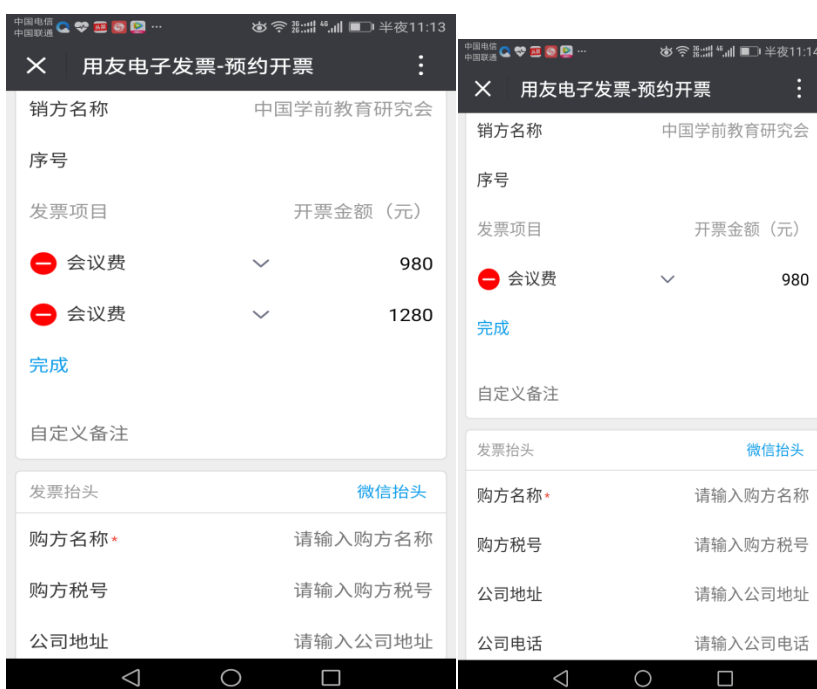 中国电信
中国联通
半夜11:13
用友电子发票-预约开票
销方名称 中国学前教育研究会
序号
发票项目 开票金额（元）
会议费 980
会议费 1280
完成
自定义备注
发票抬头 微信抬头
购方名称* 请输入购方名称
购方税号 请输入购方税号
公司地址 请输入公司地址
中国电信
中国联通
半夜11:14
用友电子发票-预约开票
销方名称 中国学前教育研究会
序号
发票项目 开票金额（元）
会议费 980
完成
自定义备注
发票抬头 微信抬头
购方名称* 请输入购方名称
购方税号 请输入购方税号
公司地址 请输入公司地址
公司电话 请输入公司电话